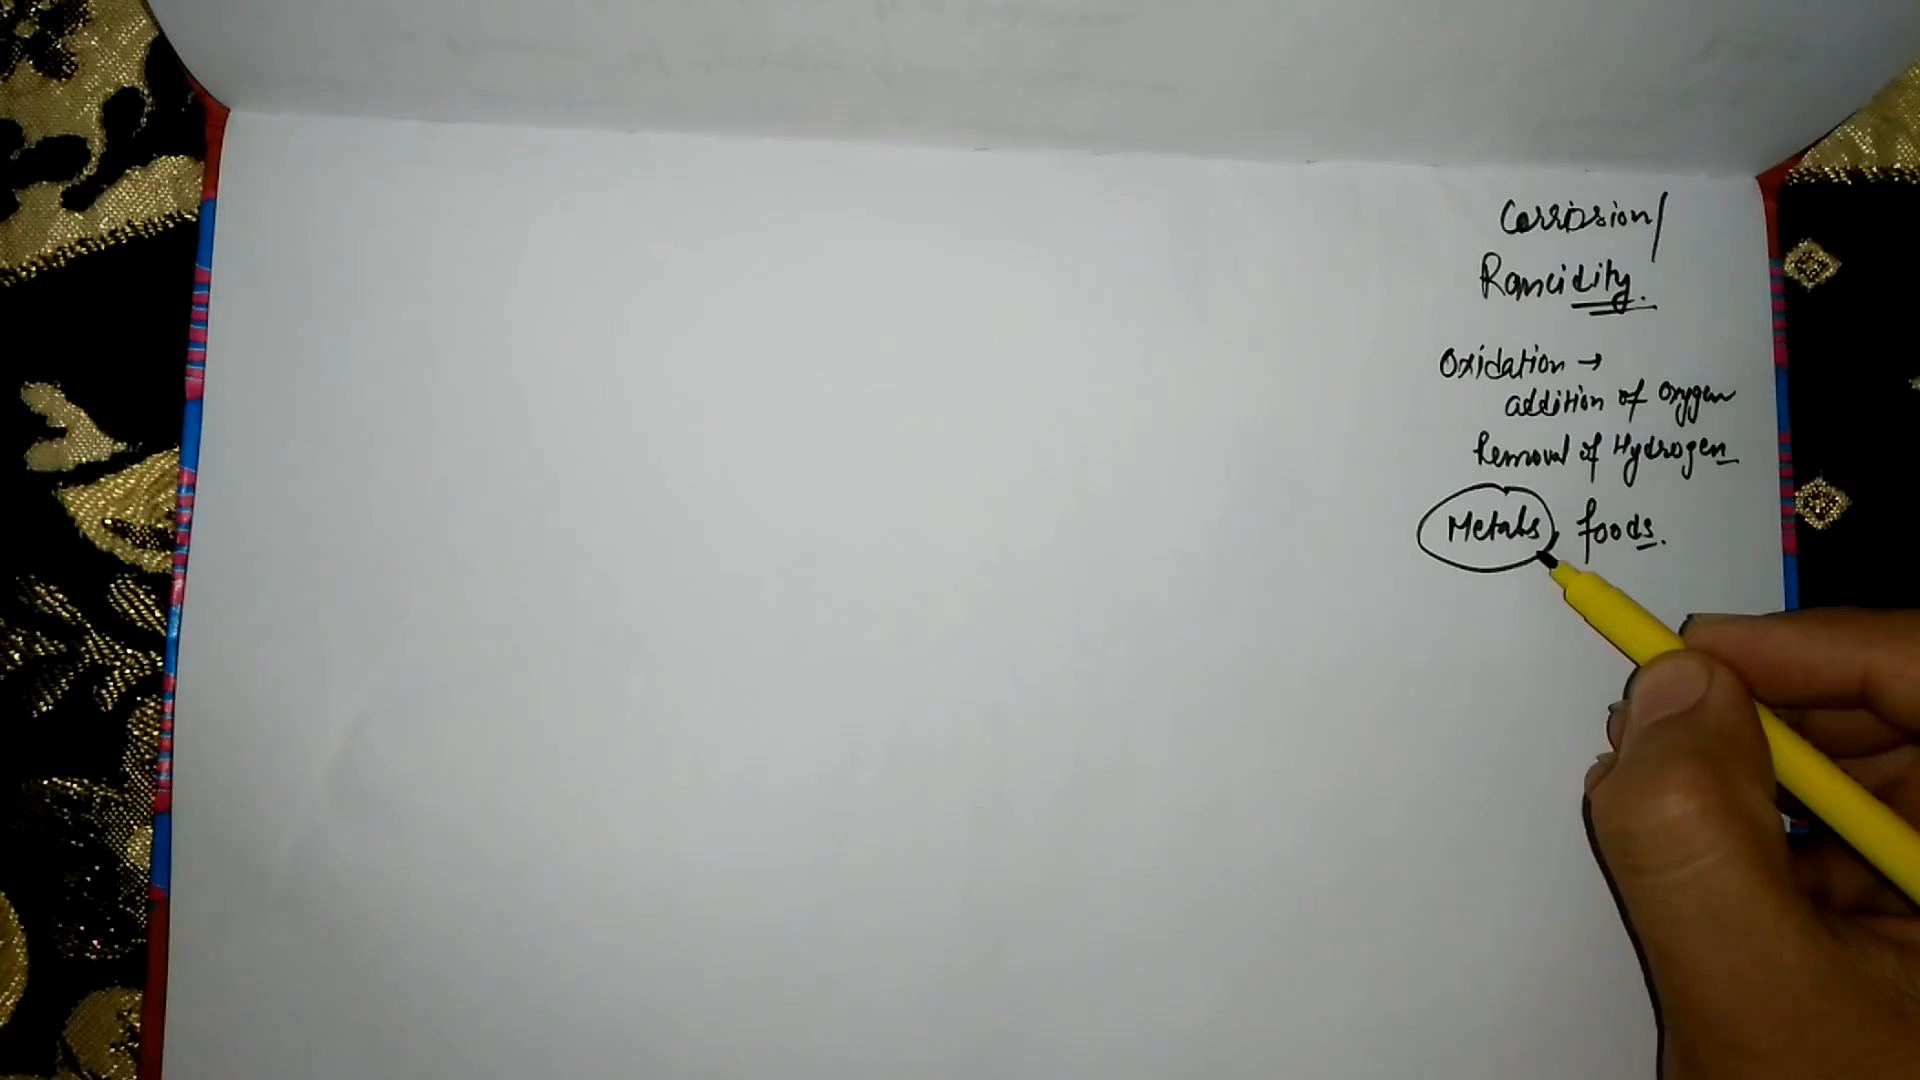 Corrosion/
Rancidity.
Oxidation →
addition of oxygen
Removal of Hydrogen
Metals, foods.